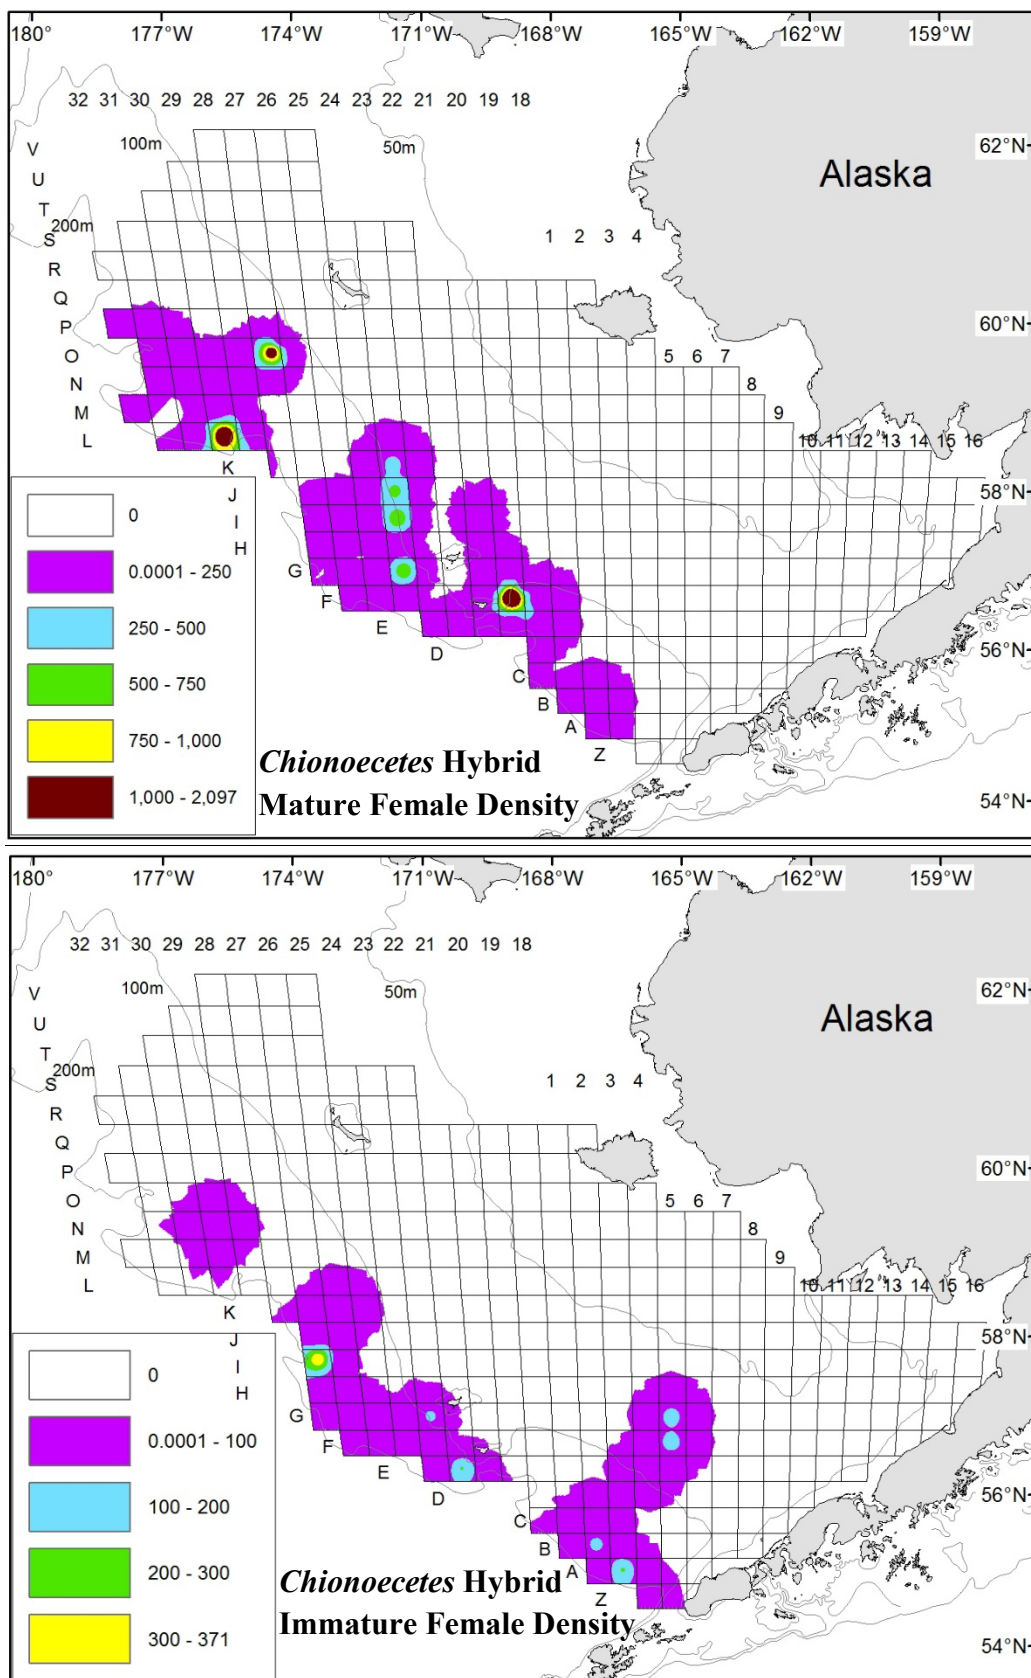 180° 177°W 174°W 171°W 168°W 165°W 162°W 159°W
32 31 30 29 28 27 26 25 24 23 22 21 20 19 18
V
100m
50m
62°N
U
Alaska
T
200m
S
1 2 3 4
R
Q
60°N
P
O
5 6 7
N
8
M
9
L
10 11 12 13 14 15 16
K
J
58°N
I
H
G
F
E
D
C
B
A
Z
56°N
54°N
0
0.0001 - 250
250 - 500
500 - 750
750 - 1,000
1,000 - 2,097
Chionoecetes Hybrid
Mature Female Density
180° 177°W 174°W 171°W 168°W 165°W 162°W 159°W
32 31 30 29 28 27 26 25 24 23 22 21 20 19 18
V
100m
50m
62°N
U
Alaska
T
200m
S
1 2 3 4
R
Q
60°N
P
O
5 6 7
N
8
M
9
L
10 11 12 13 14 15 16
K
J
58°N
I
H
G
F
E
D
C
B
A
Z
56°N
54°N
0
0.0001 - 100
100 - 200
200 - 300
300 - 371
Chionoecetes Hybrid
Immature Female Density